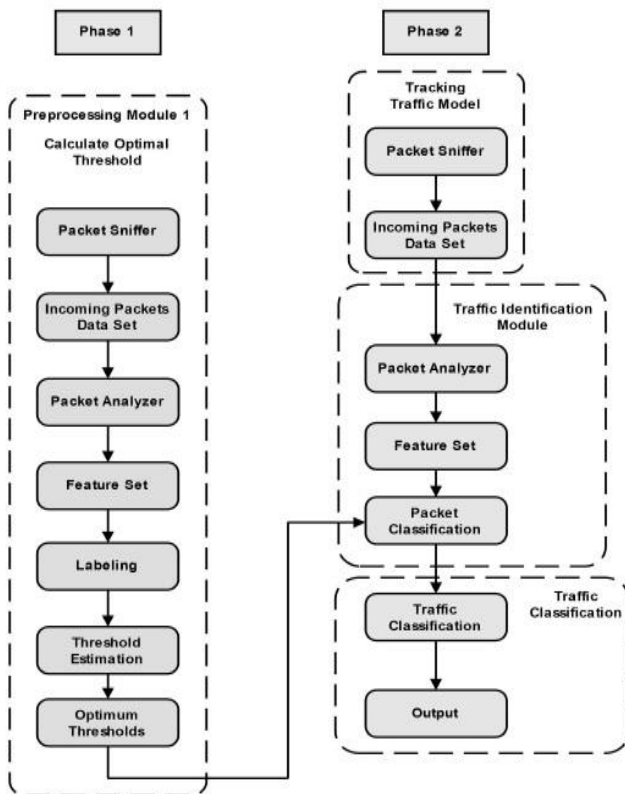 Phase 1
Preprocessing Module 1
Calculate Optimal
Threshold
Packet Sniffer
Incoming Packets
Data Set
Packet Analyzer
Feature Set
Labeling
Threshold
Estimation
Optimum
Thresholds
Phase 2
Tracking
Traffic Model
Packet Sniffer
Incoming Packets
Data Set
Traffic Identification
Module
Packet Analyzer
Feature Set
Packet
Classification
Traffic
Classification
Traffic
Classification
Output